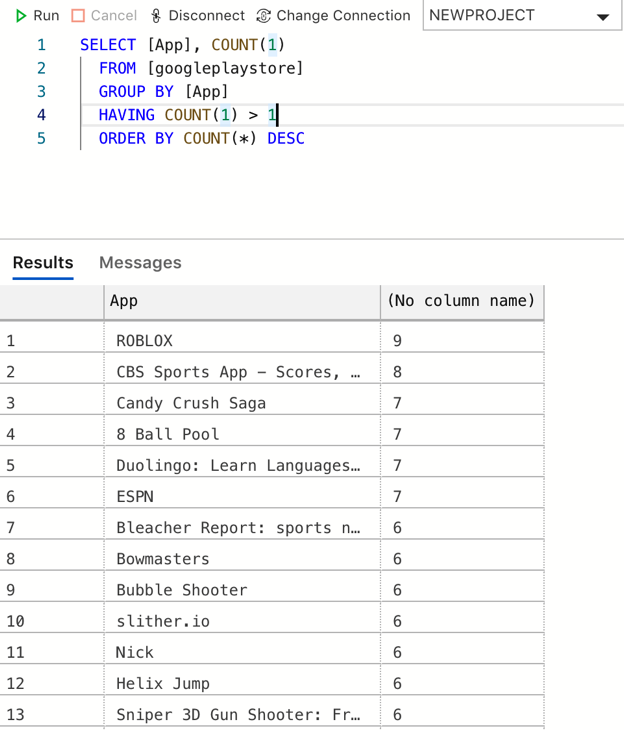 Run Cancel Disconnect Change Connection NEWPROJECT
1 SELECT [App], COUNT(1)
2 FROM [googleplaystore]
3 GROUP BY [App]
4 HAVING COUNT(1) > 1
5 ORDER BY COUNT(*) DESC
Results Messages
App (No column name)
1 ROBLOX 9
2 CBS Sports App - Scores, … 8
3 Candy Crush Saga 7
4 8 Ball Pool 7
5 Duolingo: Learn Languages… 7
6 ESPN 7
7 Bleacher Report: sports n… 6
8 Bowmasters 6
9 Bubble Shooter 6
10 slither.io 6
11 Nick 6
12 Helix Jump 6
13 Sniper 3D Gun Shooter: Fr… 6